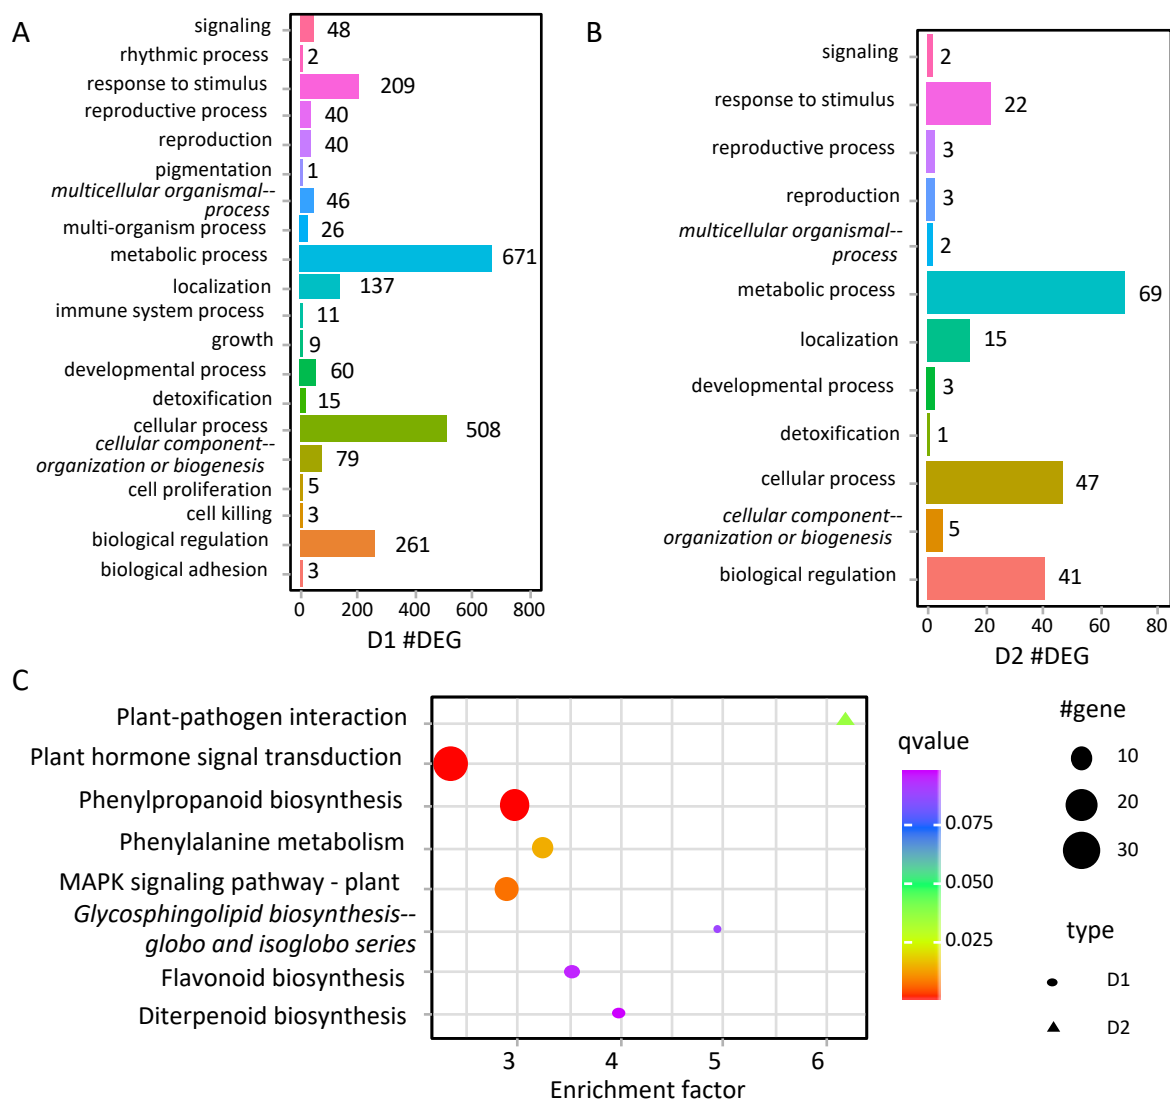 A
signaling 48
rhythmic process 2
response to stimulus 209
reproductive process 40
reproduction 40
pigmentation 1
multicellular organismal--
process 46
multi-organism process 26
metabolic process 671
localization 137
immune system process 11
growth 9
developmental process 60
detoxification 15
cellular process 508
cellular component--
organization or biogenesis 79
cell proliferation 5
cell killing 3
biological regulation 261
biological adhesion 3
0 200 400 600 800
D1 #DEG
B
signaling 2
response to stimulus 22
reproductive process 3
reproduction 3
multicellular organismal--
process 2
metabolic process 69
localization 15
developmental process 3
detoxification 1
cellular process 47
cellular component--
organization or biogenesis 5
biological regulation 41
0 20 40 60 80
D2 #DEG
C
Plant-pathogen interaction
Plant hormone signal transduction
Phenylpropanoid biosynthesis
Phenylalanine metabolism
MAPK signaling pathway - plant
Glycosphingolipid biosynthesis--
globo and isoglobo series
Flavonoid biosynthesis
Diterpenoid biosynthesis
3 4 5 6
Enrichment factor
qvalue
0.075
0.050
0.025
#gene
10
20
30
type
D1
D2